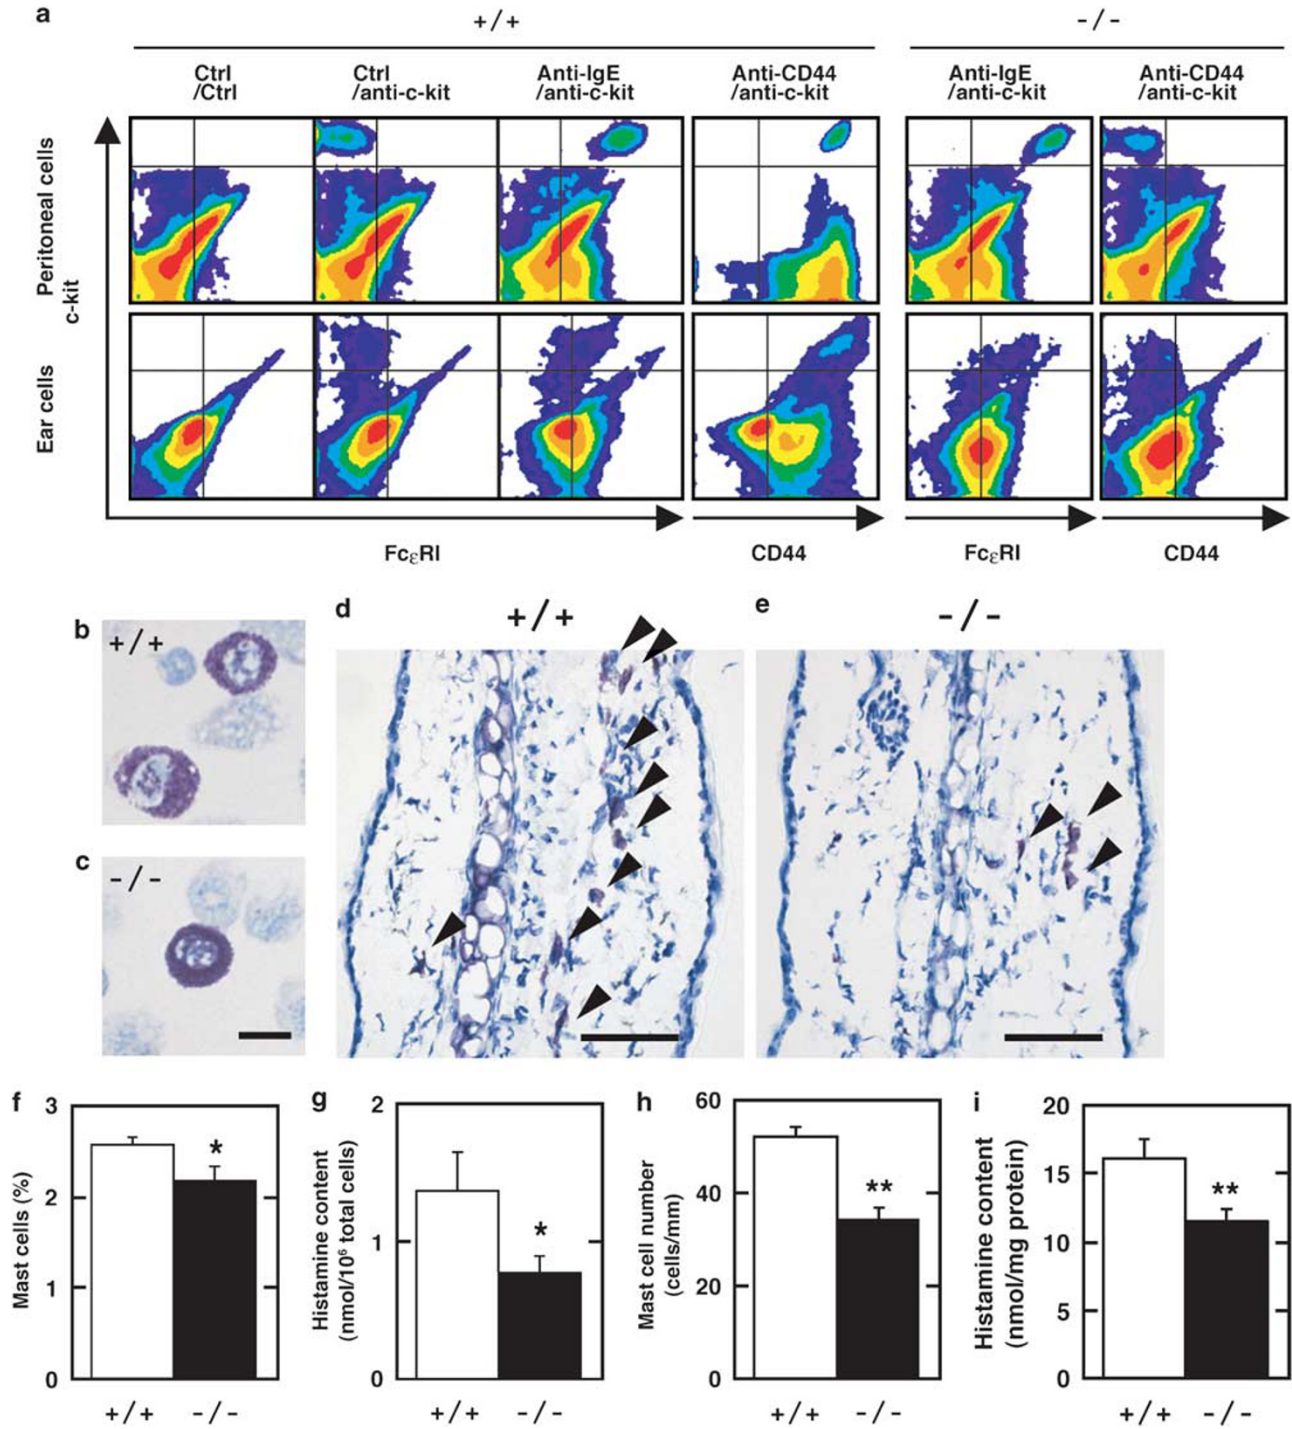 a
+/+
-/-
Ctrl
/Ctrl
Ctrl
/anti-c-kit
Anti-IgE
/anti-c-kit
Anti-CD44
/anti-c-kit
Anti-IgE
/anti-c-kit
Anti-CD44
/anti-c-kit
Peritoneal cells
c-kit
Ear cells
FcεRI
CD44
FcεRI
CD44
b
+/+
c
-/-
d
+/+
e
-/-
f
Mast cells (%)
3
2
1
0
*
+/+
-/-
g
Histamine content
(nmol/10⁶ total cells)
2
1
0
*
+/+
-/-
h
Mast cell number
(cells/mm)
60
40
20
0
**
+/+
-/-
i
Histamine content
(nmol/mg protein)
20
15
10
5
0
**
+/+
-/-